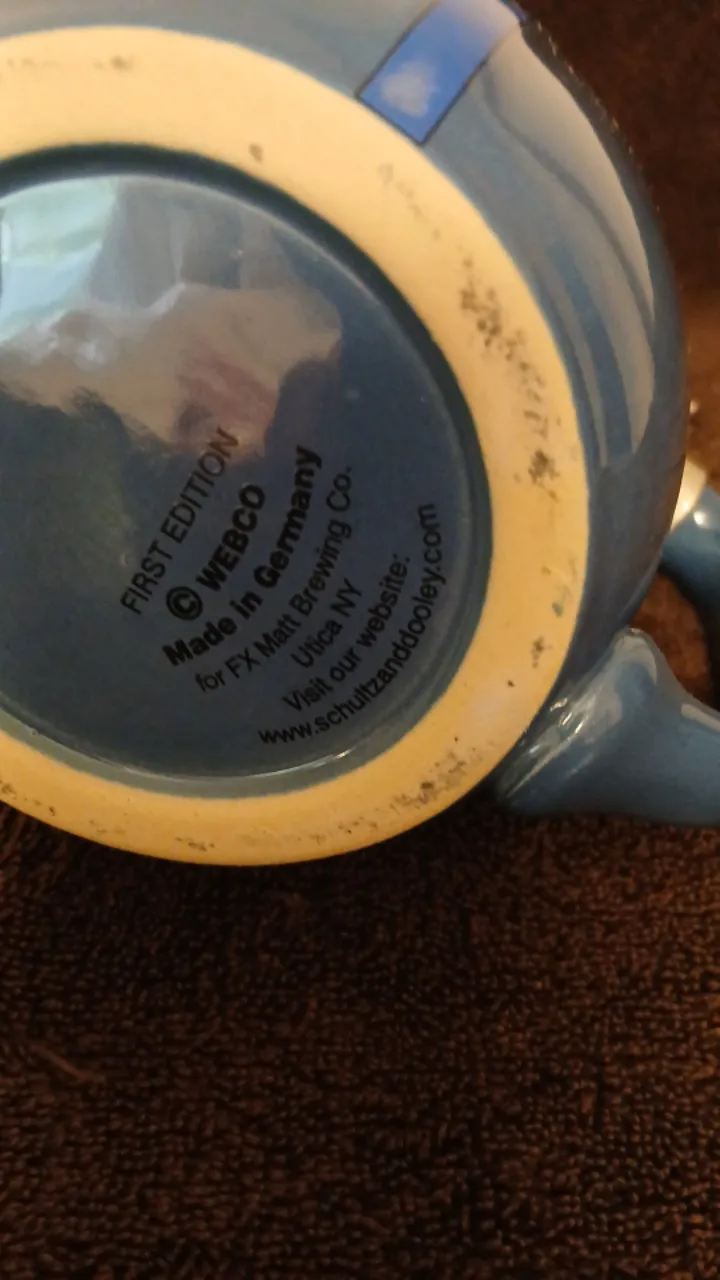 FIRST EDITION
© WEBCO
Made in Germany
for FX Matt Brewing Co.
Utica NY
Visit our website:
www.schultzanddooley.com